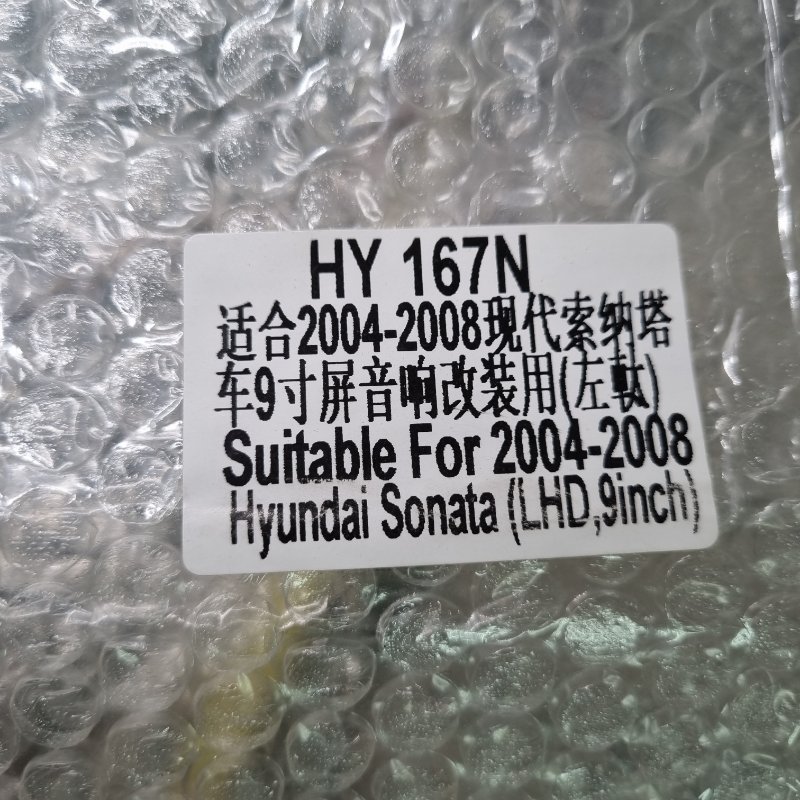 HY 167N
适合2004-2008现代索纳塔
车9寸屏音响改装用(左軚)
Suitable For 2004-2008
Hyundai Sonata (LHD,9inch)